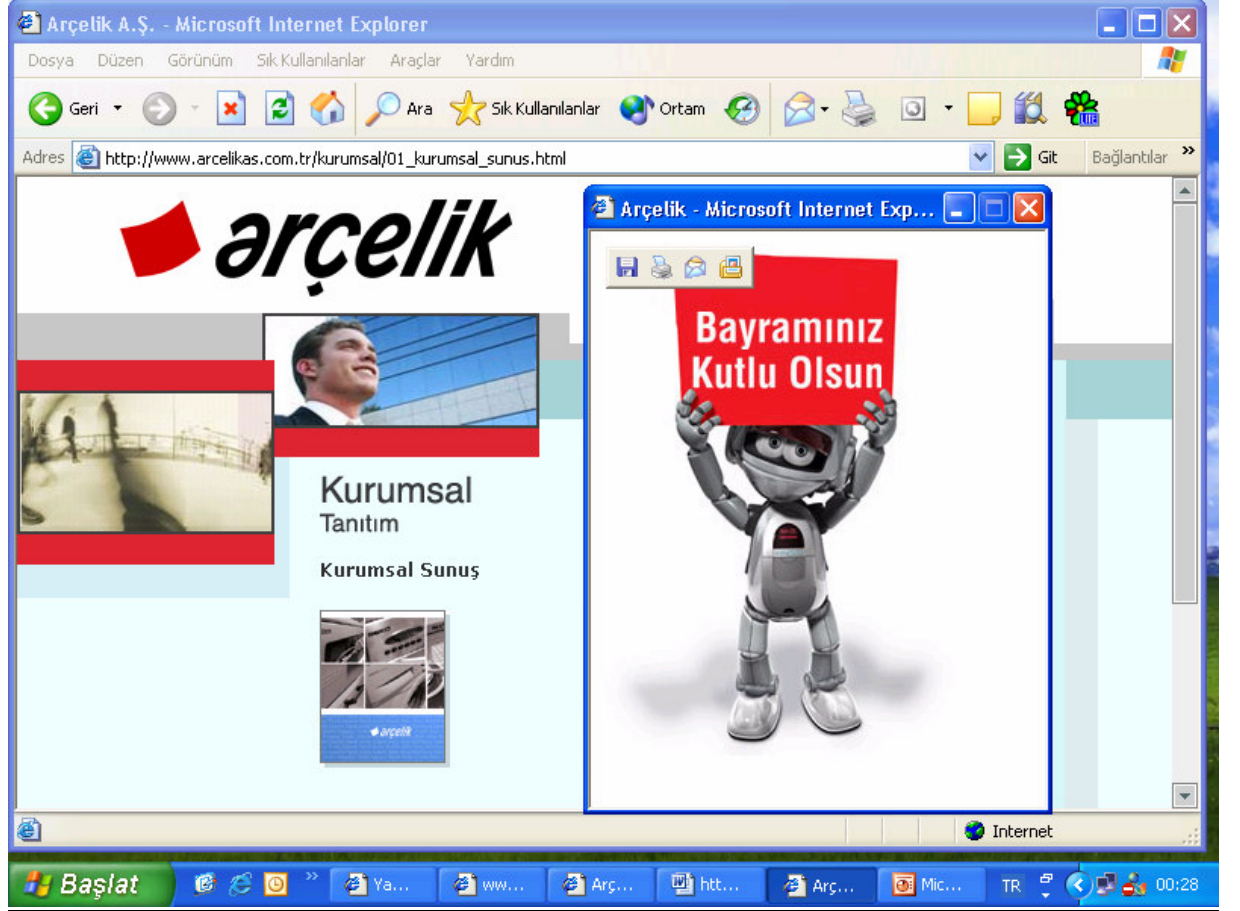 Arçelik A.Ş. - Microsoft Internet Explorer
Dosya Düzen Görünüm Sık Kullanılanlar Araçlar Yardım
Geri Ara Sık Kullanılanlar Ortam LITE
Adres http://www.arcelikas.com.tr/kurumsal/01_kurumsal_sunus.html Git Bağlantılar »
arçelik
Arçelik - Microsoft Internet Exp...
Bayramınız
Kutlu Olsun
Kurumsal
Tanıtım
Kurumsal Sunuş
arçelik
Internet
Başlat » Ya... ww... Arç... htt... Arç... Mic... TR 00:28